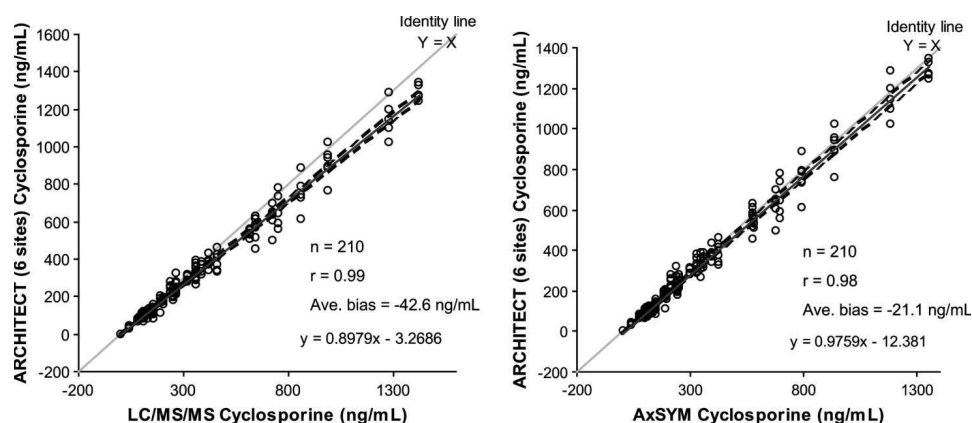 Identity line
Y = X
ARCHITECT (6 sites) Cyclosporine (ng/mL)
1600
1400
1200
1000
800
600
400
200
0
-200
n = 210
r = 0.99
Ave. bias = -42.6 ng/mL
y = 0.8979x - 3.2686
-200
300
800
1300
LC/MS/MS Cyclosporine (ng/mL)
Identity line
Y = X
ARCHITECT (6 sites) Cyclosporine (ng/mL)
1400
1200
1000
800
600
400
200
0
-200
n = 210
r = 0.98
Ave. bias = -21.1 ng/mL
y = 0.9759x - 12.381
-200
300
800
1300
AxSYM Cyclosporine (ng/mL)